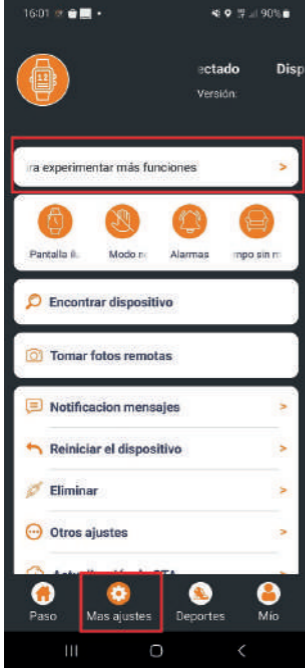 16:01
90%
ectado Disp
Versión:
ra experimentar más funciones >
Pantalla Modo Alarmas mpo sin
Encontrar dispositivo
Tomar fotos remotas
Notificacion mensajes >
Reiniciar el dispositivo >
Eliminar >
Otros ajustes >
Paso Mas ajustes Deportes Mío